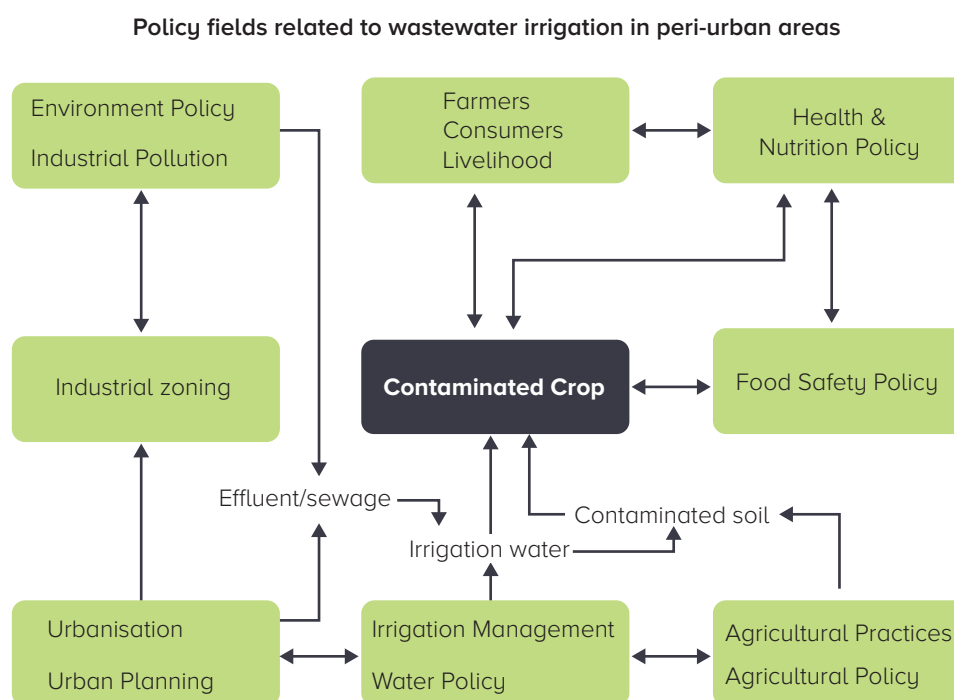 Policy fields related to wastewater irrigation in peri-urban areas
Environment Policy
Industrial Pollution
Farmers
Consumers
Livelihood
Health &
Nutrition Policy
Industrial zoning
Contaminated Crop
Food Safety Policy
Effluent/sewage
Contaminated soil
Irrigation water
Urbanisation
Urban Planning
Irrigation Management
Water Policy
Agricultural Practices
Agricultural Policy